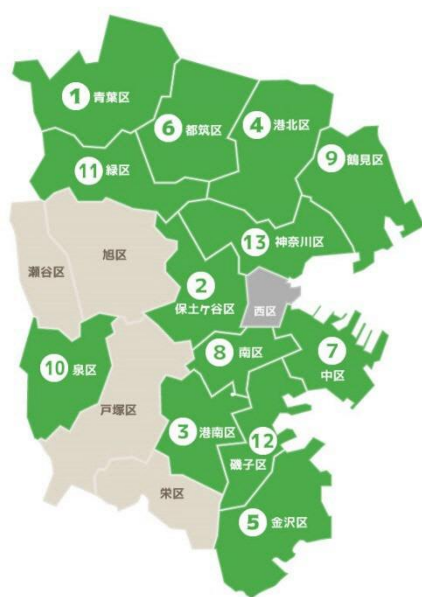 1 青葉区
6 都筑区
4 港北区
9 鶴見区
11 緑区
13 神奈川区
旭区
瀬谷区
2
保土ケ谷区
西区
8 南区
7
中区
10 泉区
戸塚区
3 港南区
12
磯子区
栄区
5 金沢区